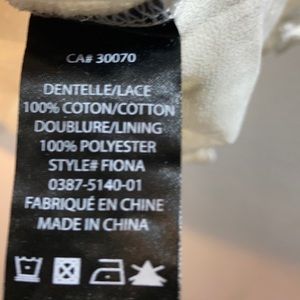 CA# 30070
DENTELLE/LACE
100% COTON/COTTON
DOUBLURE/LINING
100% POLYESTER
STYLE# FIONA
0387-5140-01
FABRIQUÉ EN CHINE
MADE IN CHINA